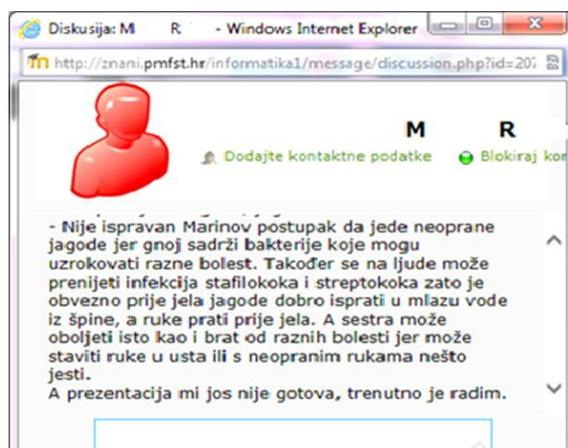 Diskusija: M R - Windows Internet Explorer
http://znani.pmfst.hr/informatika1/message/discussion.php?id=207
M R
Dodajte kontaktne podatke Blokiraj kon
- Nije ispravan Marinov postupak da jede neoprane
jagode jer gnoj sadrži bakterije koje mogu
uzrokovati razne bolest. Također se na ljude može
prenijeti infekcija stafilokoka i streptokoka zato je
obvezno prije jela jagode dobro isprati u mlazu vode
iz špine, a ruke prati prije jela. A sestra može
oboljeti isto kao i brat od raznih bolesti jer može
staviti ruke u usta ili s neopranim rukama nešto
jesti.
A prezentacija mi jos nije gotova, trenutno je radim.